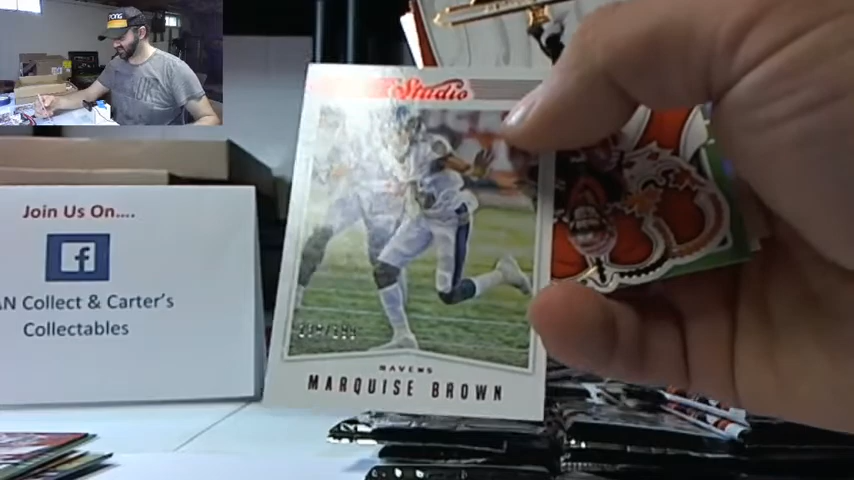 Join Us On....
f
AN Collect & Carter's
Collectables
Studio
RAVENS
MARQUISE BROWN